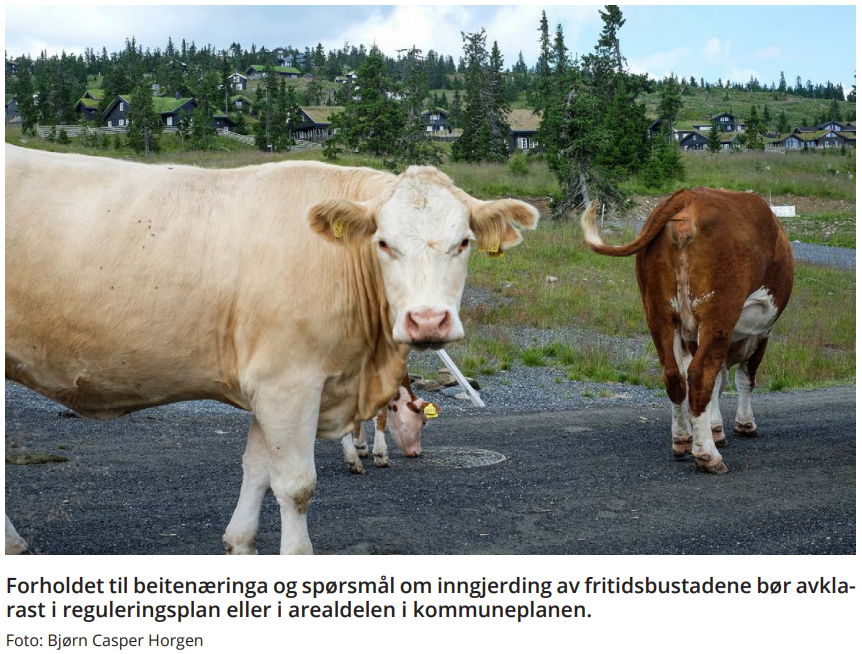 Forholdet til beitenæringa og spørsmål om inngjerding av fritidsbustadene bør avkla-
rast i reguleringsplan eller i arealdelen i kommuneplanen.
Foto: Bjørn Casper Horgen